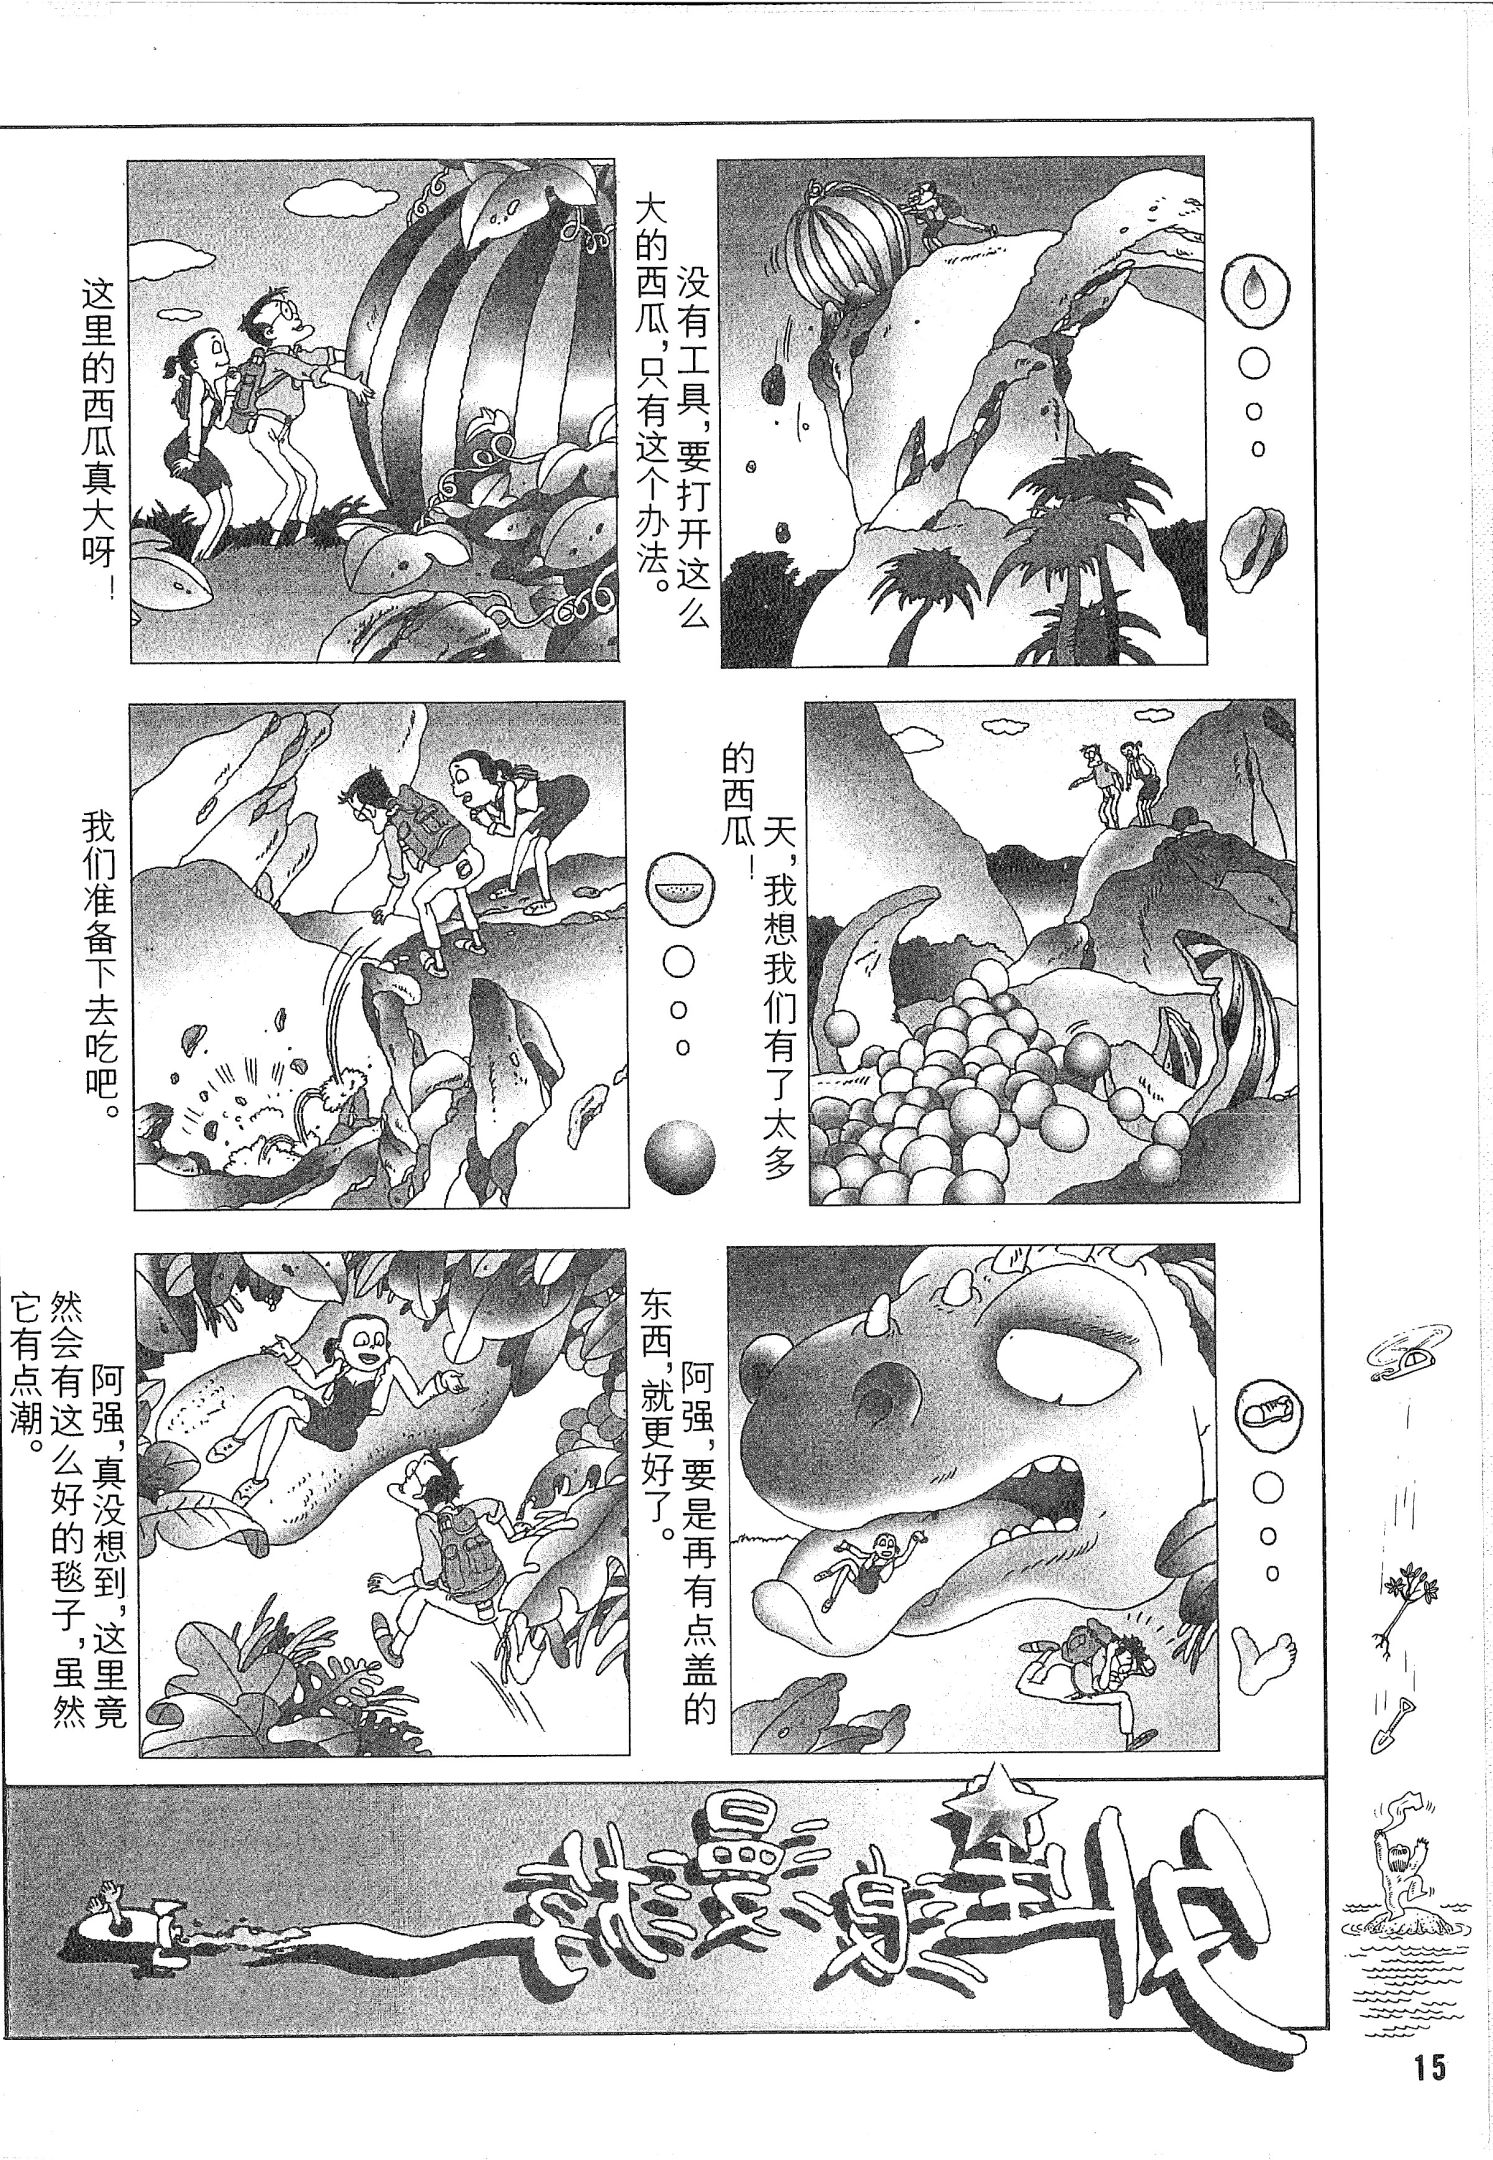 这里的西瓜真大呀！
没有工具，要打开这么
大的西瓜，只有这个办法。
我们准备下去吃吧。
天，我想我们有了太多
的西瓜！
阿强，真没想到，这里竟
然会有这么好的毯子，虽然
它有点潮。
阿强，要是再有点盖的
东西，就更好了。
15